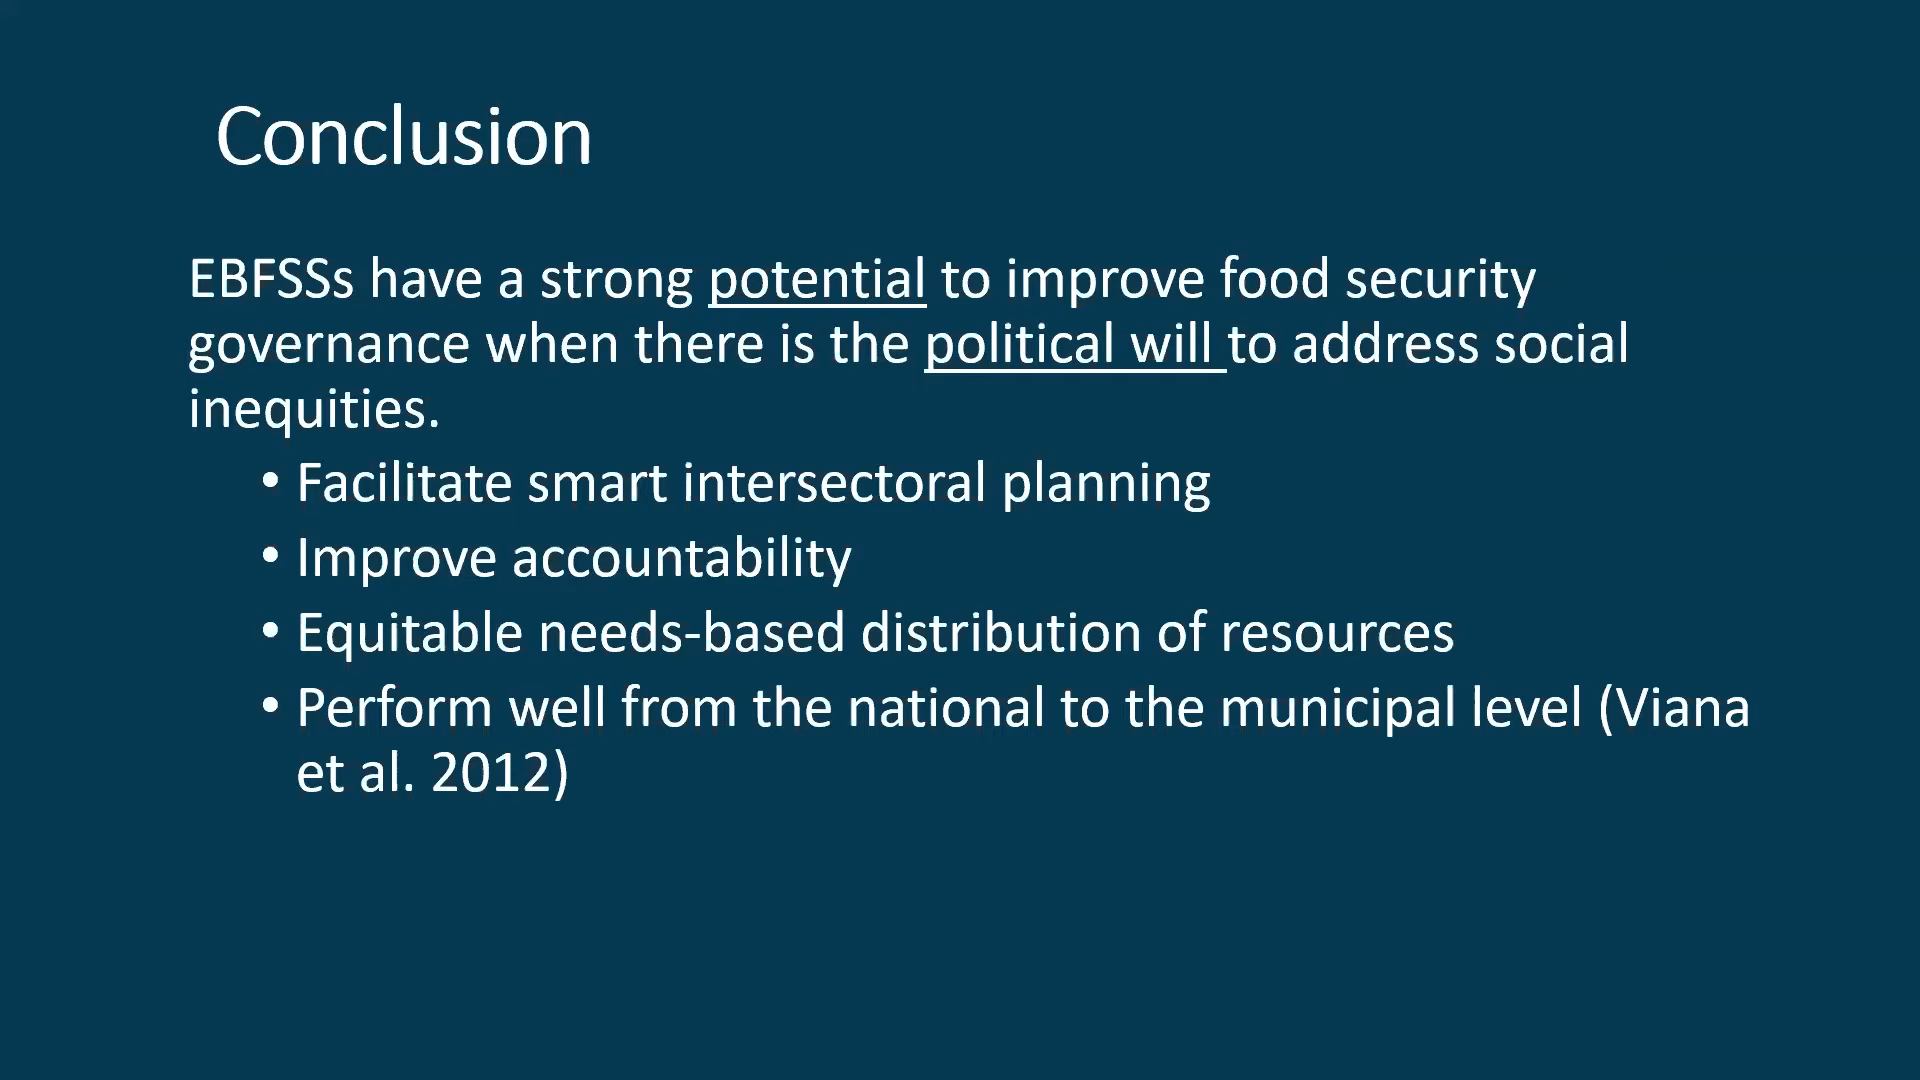 Conclusion
EBFSSs have a strong potential to improve food security
governance when there is the political will to address social
inequities.
• Facilitate smart intersectoral planning
• Improve accountability
• Equitable needs-based distribution of resources
• Perform well from the national to the municipal level (Viana
et al. 2012)